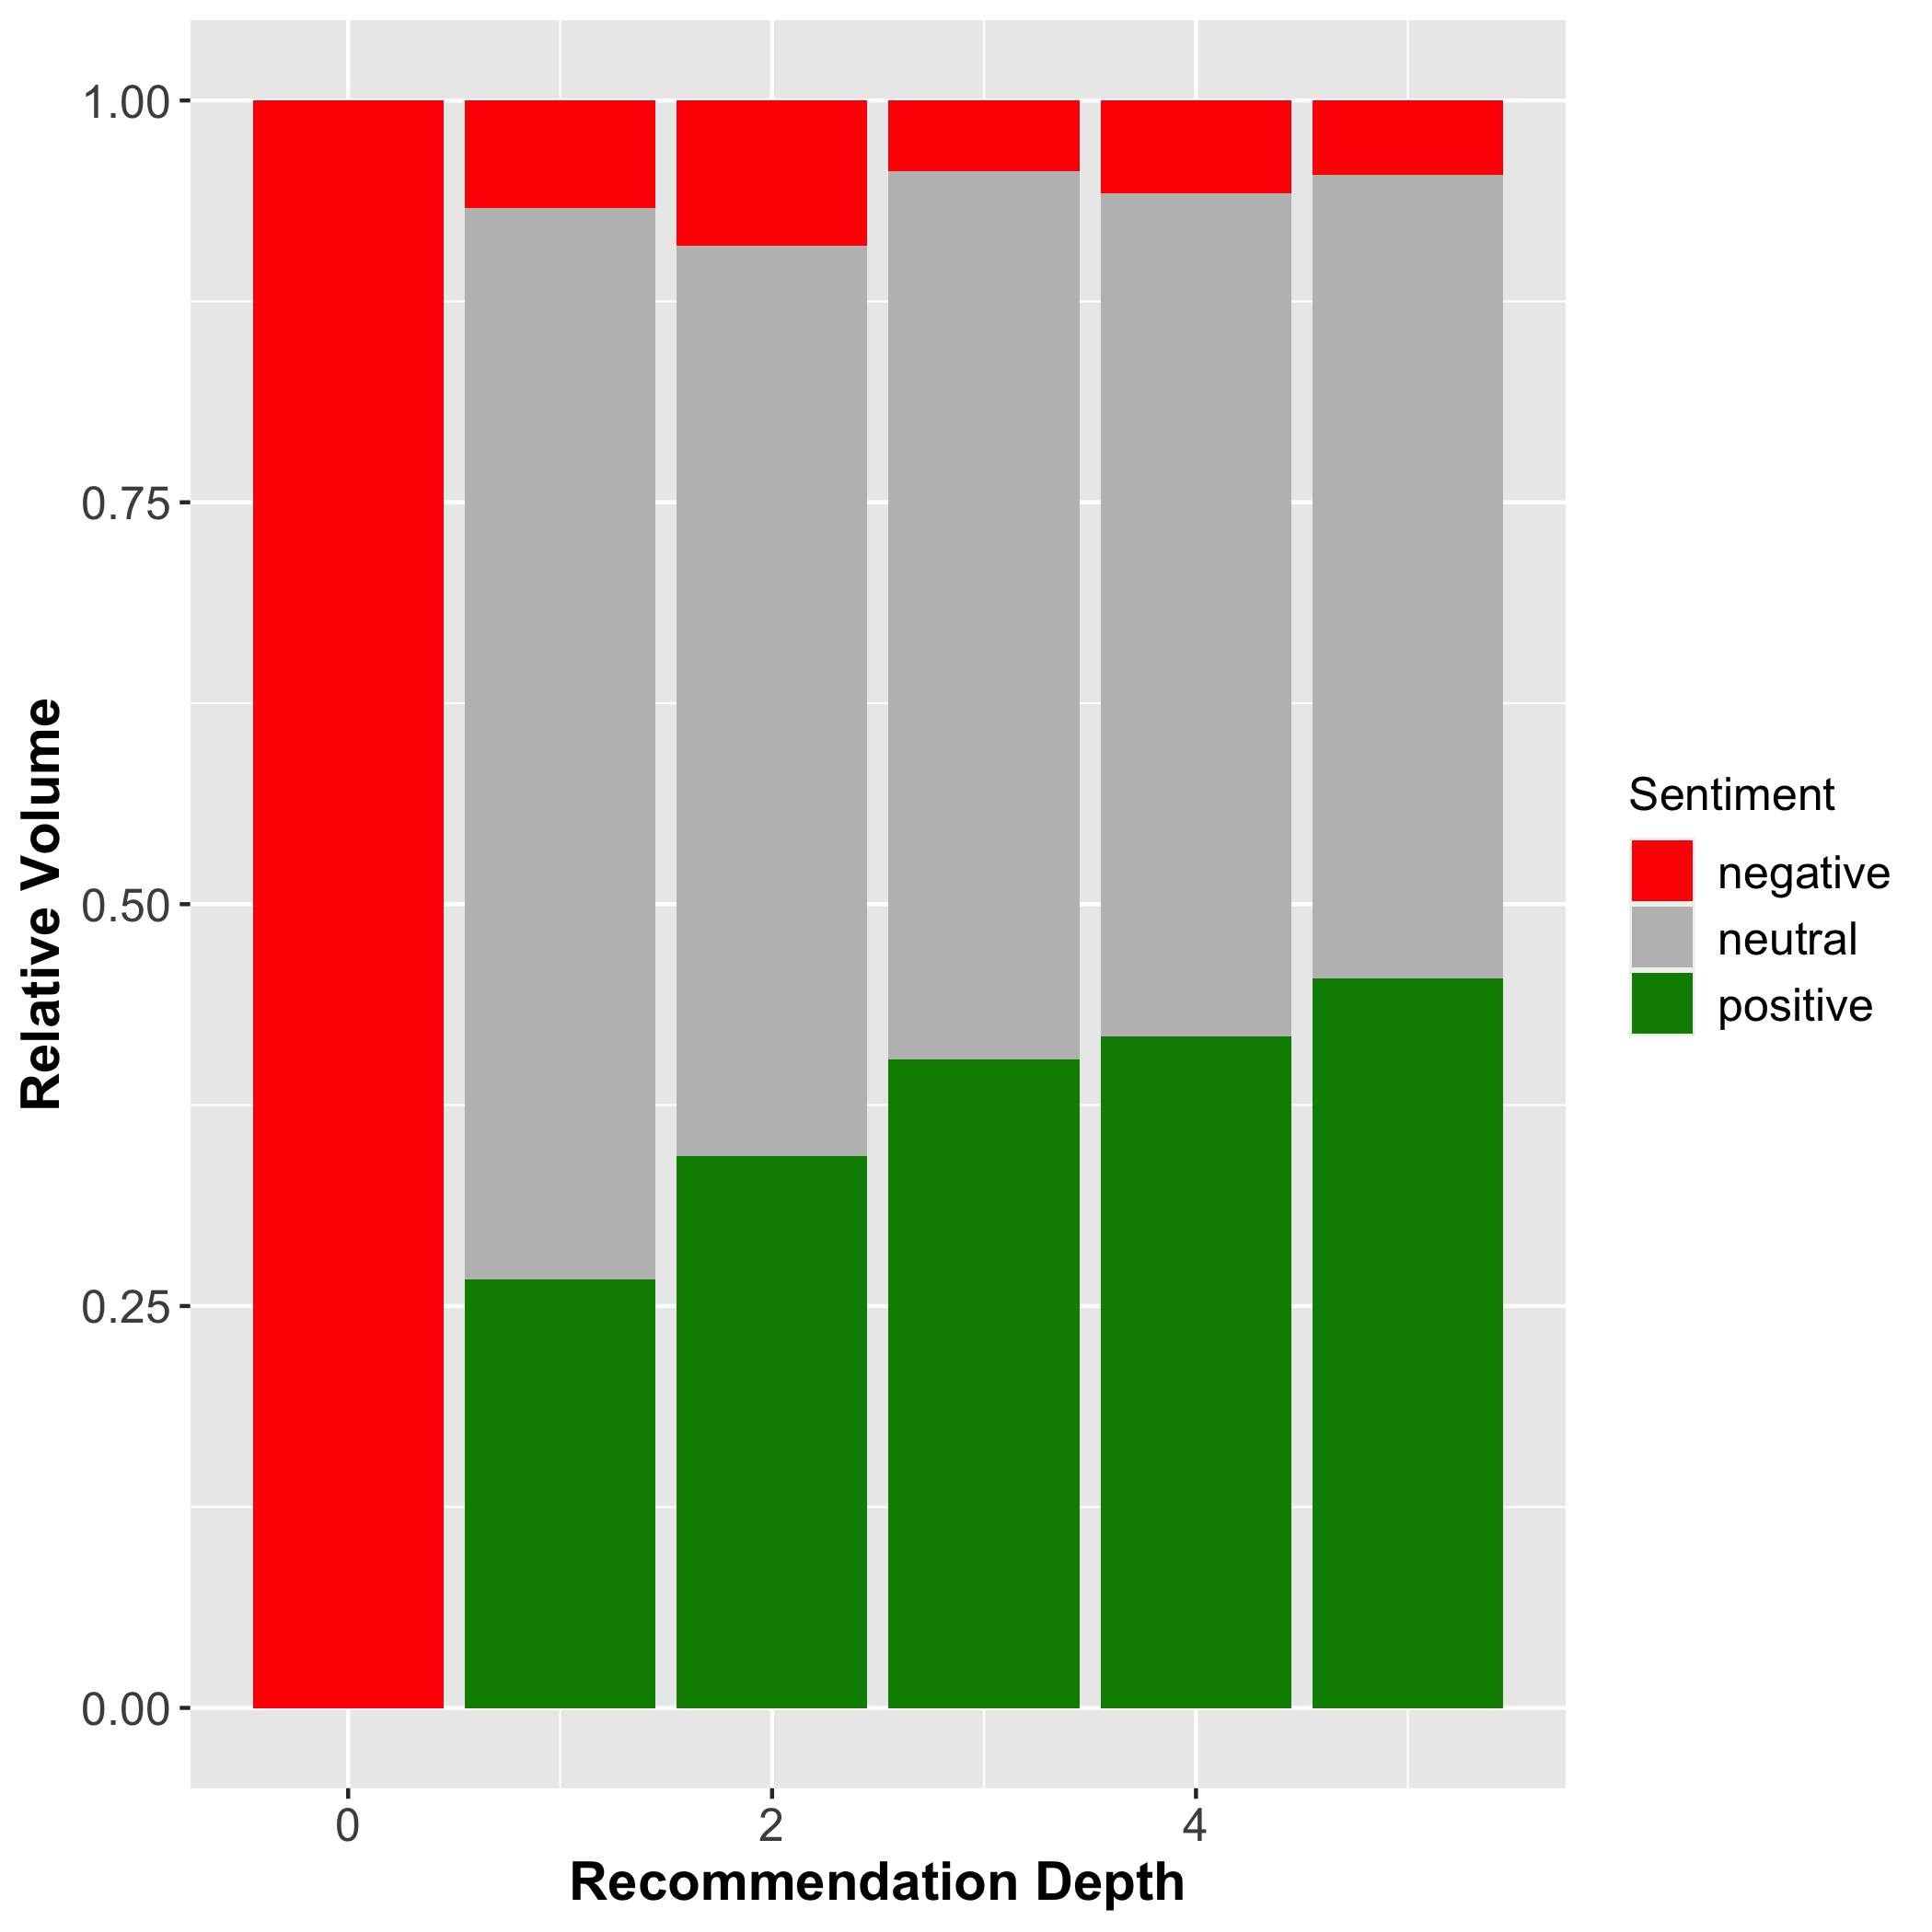 1.00
0.75
0.50
0.25
0.00
Relative Volume
0
2
4
Recommendation Depth
Sentiment
negative
neutral
positive